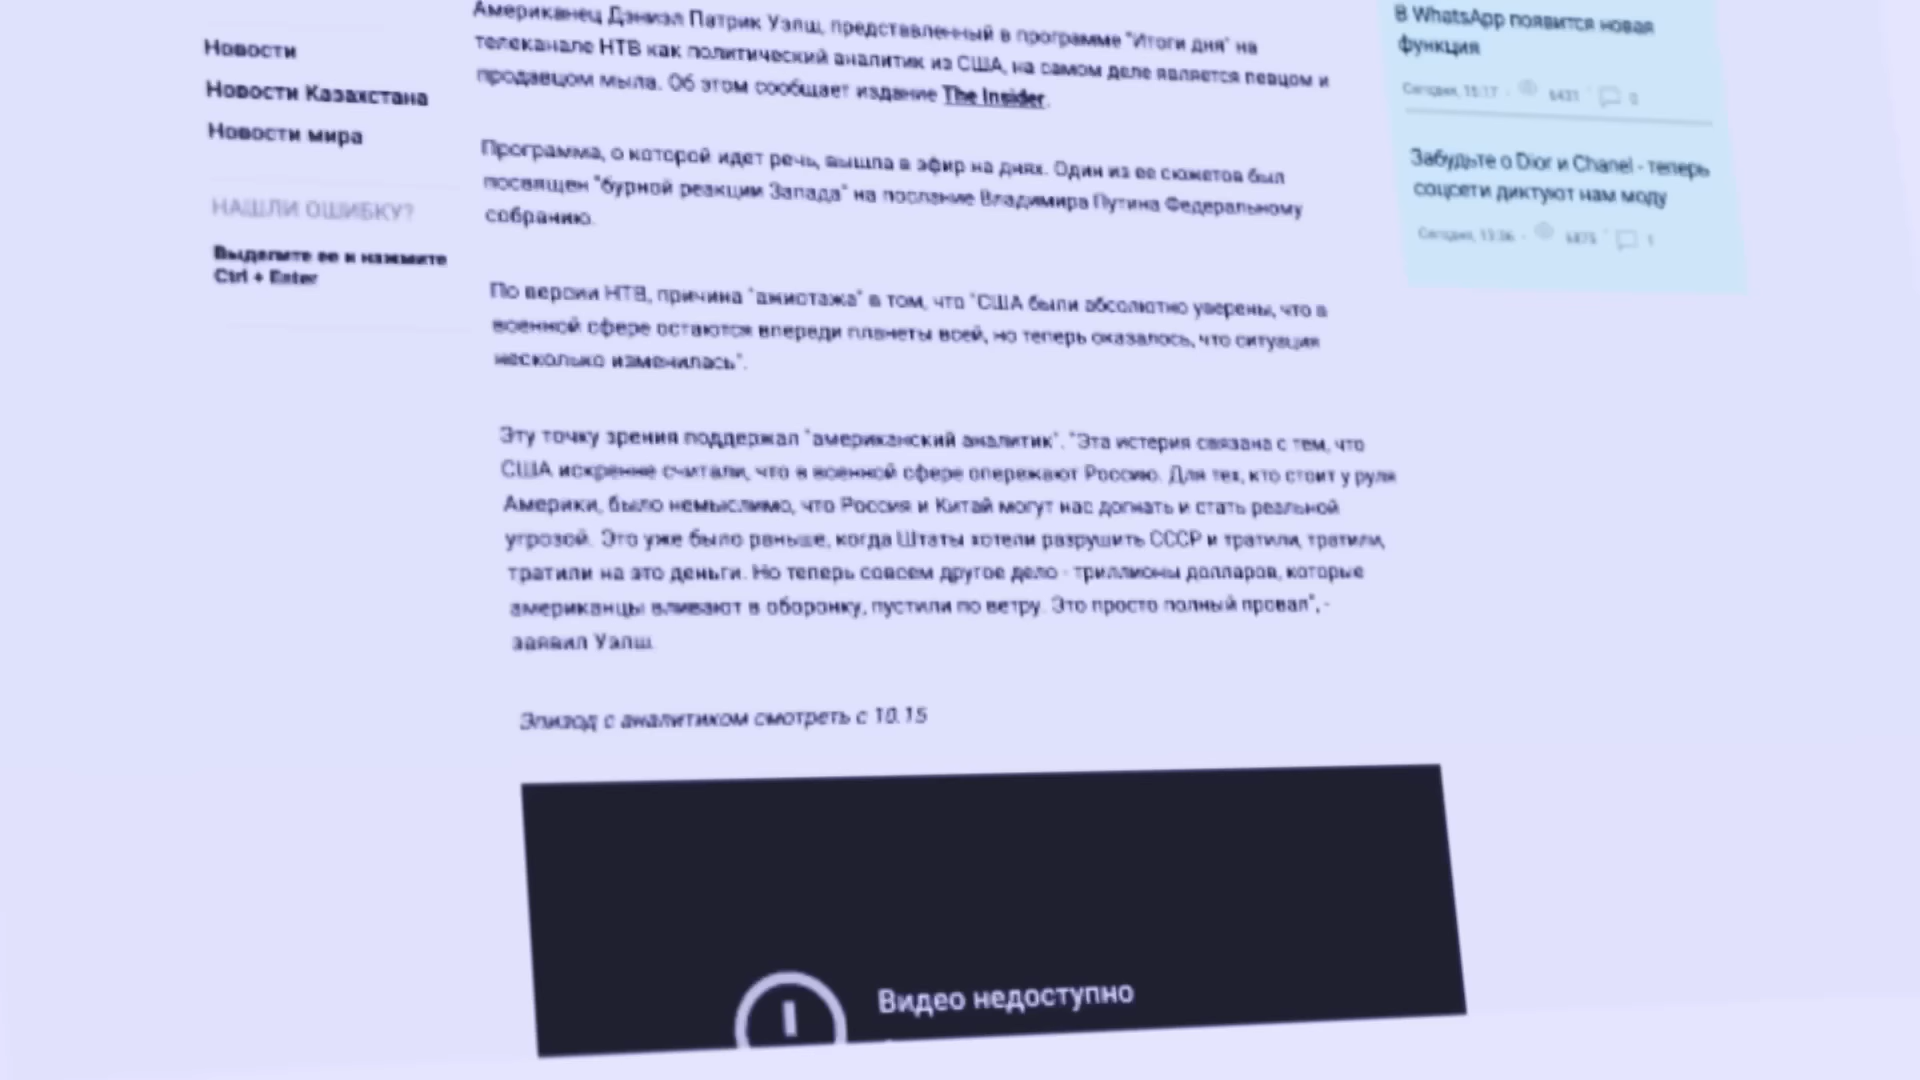 Новости
Новости Казахстана
Новости мира
НАШЛИ ОШИБКУ?
Выделите ее и нажмите
Ctrl + Enter
Американец Дэниэл Патрик Уэлш, представленный в программе "Итоги дня" на
телеканале НТВ как политический аналитик из США, на самом деле является певцом и
продавцом мыла. Об этом сообщает издание The Insider.
Программа, о которой идет речь, вышла в эфир на днях. Один из ее сюжетов был
посвящен "бурной реакции Запада" на послание Владимира Путина Федеральному
собранию.
По версии НТВ, причина "ажиотажа" в том, что "США были абсолютно уверены, что в
военной сфере остаются впереди планеты всей, но теперь оказалось, что ситуация
несколько изменилась".
Эту точку зрения поддержал "американский аналитик". "Эта истерия связана с тем, что
США искренне считали, что в военной сфере опережают Россию. Для тех, кто стоит у руля
Америки, было немыслимо, что Россия и Китай могут нас догнать и стать реальной
угрозой. Это уже было раньше, когда Штаты хотели разрушить СССР и тратили, тратили,
тратили на это деньги. Но теперь совсем другое дело - триллионы долларов, которые
американцы вливают в оборонку, пустили по ветру. Это просто полный провал", -
заявил Уэлш.
Эпизод с аналитиком смотреть с 10.15
Видео недоступно
В WhatsApp появится новая
функция
Сегодня, 15:17 · 6431 · 0
Забудьте о Dior и Chanel - теперь
соцсети диктуют нам моду
Сегодня, 1